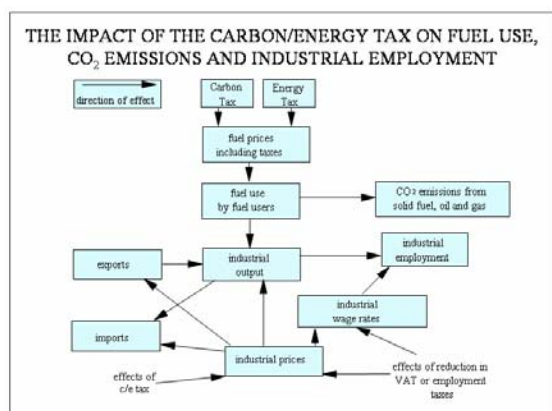 THE IMPACT OF THE CARBON/ENERGY TAX ON FUEL USE,
CO2 EMISSIONS AND INDUSTRIAL EMPLOYMENT
direction of effect
Carbon
Tax
Energy
Tax
fuel prices
including taxes
fuel use
by fuel users
CO2 emissions from
solid fuel, oil and gas
exports
industrial
output
industrial
employment
industrial
wage rates
imports
industrial prices
effects of
c/e tax
effects of reduction in
VAT or employment
taxes